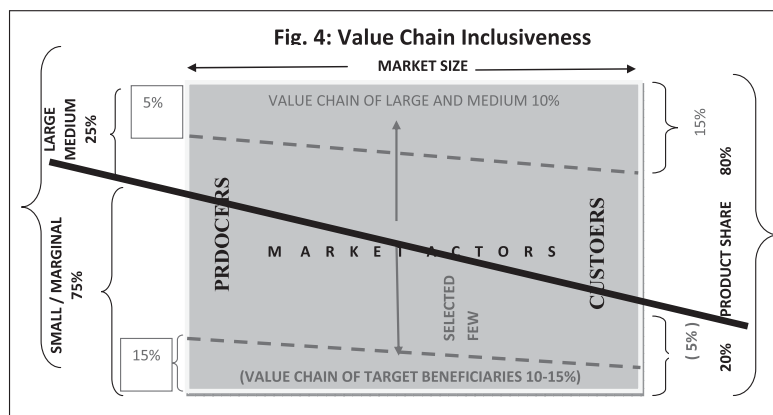 Fig. 4: Value Chain Inclusiveness
MARKET SIZE
5%
VALUE CHAIN OF LARGE AND MEDIUM 10%
15%
LARGE
MEDIUM
25%
80%
PRDOCERS
CUSTOERS
MARKET ACTORS
SMALL / MARGINAL
75%
SELECTED
FEW
PRODUCT SHARE
15%
(VALUE CHAIN OF TARGET BENEFICIARIES 10-15%)
( 5% )
20%